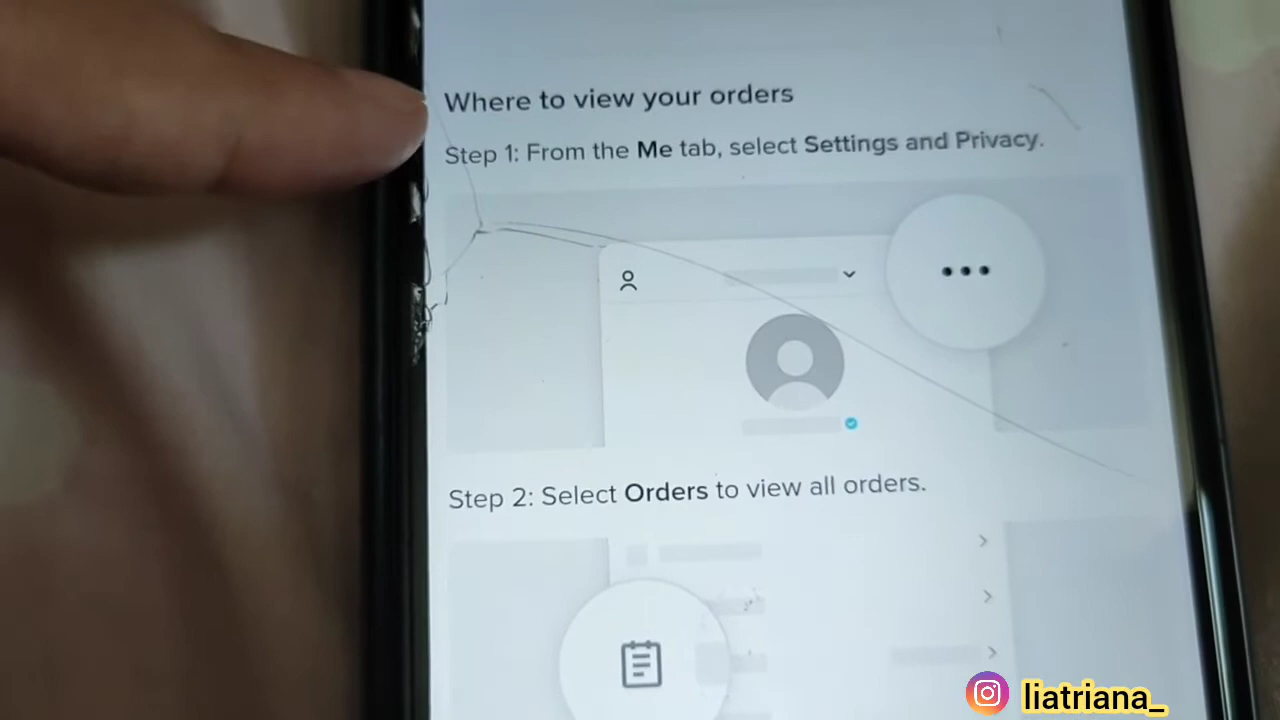 Where to view your orders
Step 1: From the Me tab, select Settings and Privacy.
Step 2: Select Orders to view all orders.
liatriana_